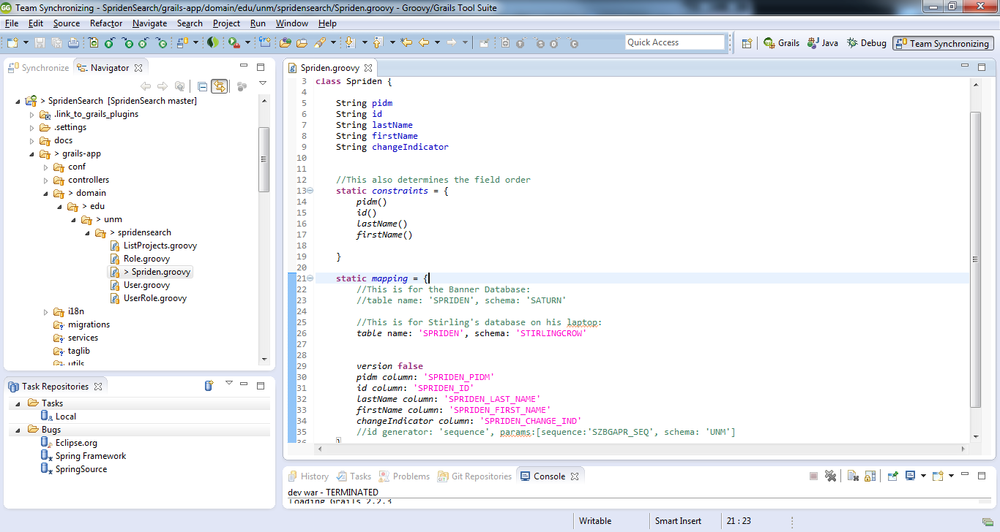 Team Synchronizing - SpridenSearch/grails-app/domain/edu/unm/spridensearch/Spriden.groovy - Groovy/Grails Tool Suite
File Edit Source Refactor Navigate Search Project Run Window Help
Quick Access
Grails Java Debug Team Synchronizing
Synchronize Navigator
> SpridenSearch [SpridenSearch master]
.link_to_grails_plugins
.settings
docs
> grails-app
conf
controllers
> domain
> edu
> unm
> spridensearch
ListProjects.groovy
Role.groovy
> Spriden.groovy
User.groovy
UserRole.groovy
i18n
migrations
services
taglib
utils
Task Repositories
Tasks
Local
Bugs
Eclipse.org
Spring Framework
SpringSource
Spriden.groovy
3 class Spriden {
4
5 String pidm
6 String id
7 String lastName
8 String firstName
9 String changeIndicator
10
11
12 //This also determines the field order
13 static constraints = {
14 pidm()
15 id()
16 lastName()
17 firstName()
18
19 }
20
21 static mapping = {
22 //This is for the Banner Database:
23 //table name: 'SPRIDEN', schema: 'SATURN'
24
25 //This is for Stirling's database on his laptop:
26 table name: 'SPRIDEN', schema: 'STIRLINGCROW'
27
28
29 version false
30 pidm column: 'SPRIDEN_PIDM'
31 id column: 'SPRIDEN_ID'
32 lastName column: 'SPRIDEN_LAST_NAME'
33 firstName column: 'SPRIDEN_FIRST_NAME'
34 changeIndicator column: 'SPRIDEN_CHANGE_IND'
35 //id generator: 'sequence', params:[sequence:'SZBGAPR_SEQ', schema: 'UNM']
36 }
History Tasks Problems Git Repositories Console
dev war - TERMINATED
Loading Grails 2.2.3
Writable Smart Insert 21 : 23